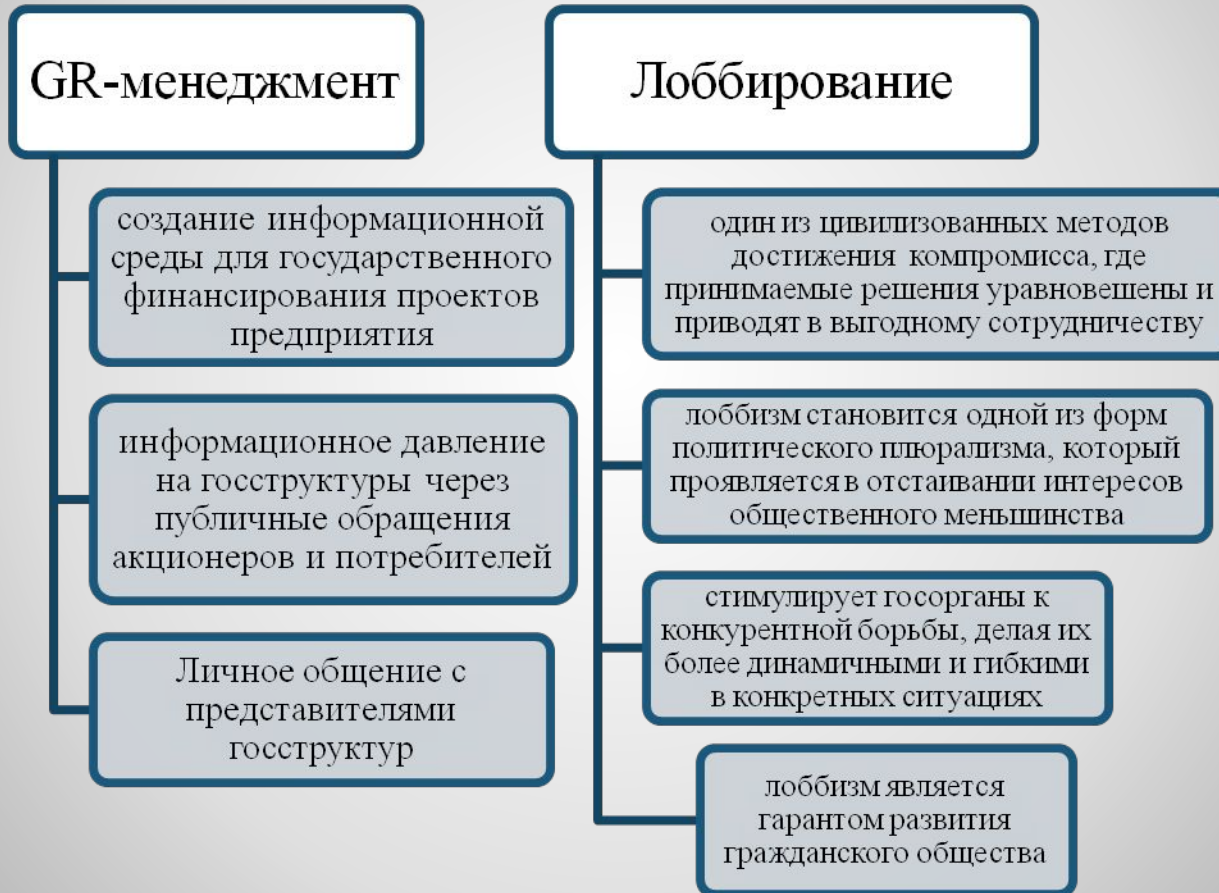 GR-менеджмент
создание информационной
среды для государственного
финансирования проектов
предприятия
информационное давление
на госструктуры через
публичные обращения
акционеров и потребителей
Личное общение с
представителями
госструктур
Лоббирование
один из цивилизованных методов
достижения компромисса, где
принимаемые решения уравновешены и
приводят в выгодному сотрудничеству
лоббизм становится одной из форм
политического плюрализма, который
проявляется в отстаивании интересов
общественного меньшинства
стимулирует госорганы к
конкурентной борьбы, делая их
более динамичными и гибкими
в конкретных ситуациях
лоббизм является
гарантом развития
гражданского общества